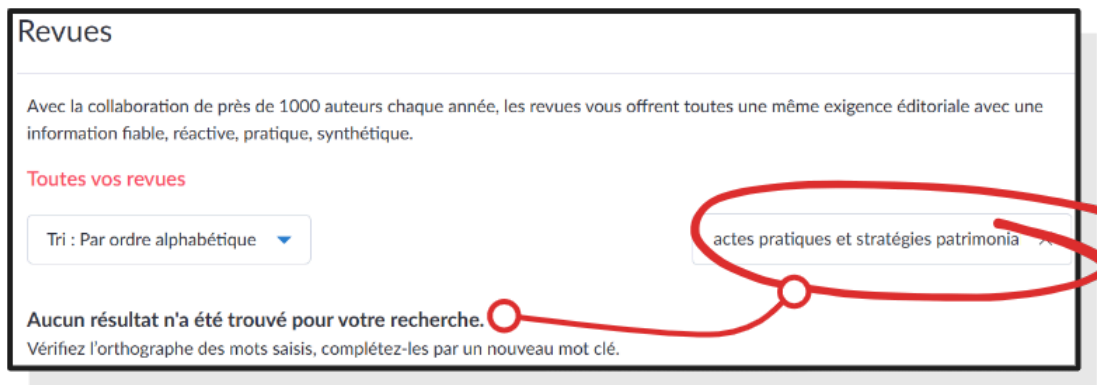 Revues
Avec la collaboration de près de 1000 auteurs chaque année, les revues vous offrent toutes une même exigence éditoriale avec une
information fiable, réactive, pratique, synthétique.
Toutes vos revues
Tri : Par ordre alphabétique
actes pratiques et stratégies patrimonia
Aucun résultat n'a été trouvé pour votre recherche.
Vérifiez l’orthographe des mots saisis, complétez-les par un nouveau mot clé.